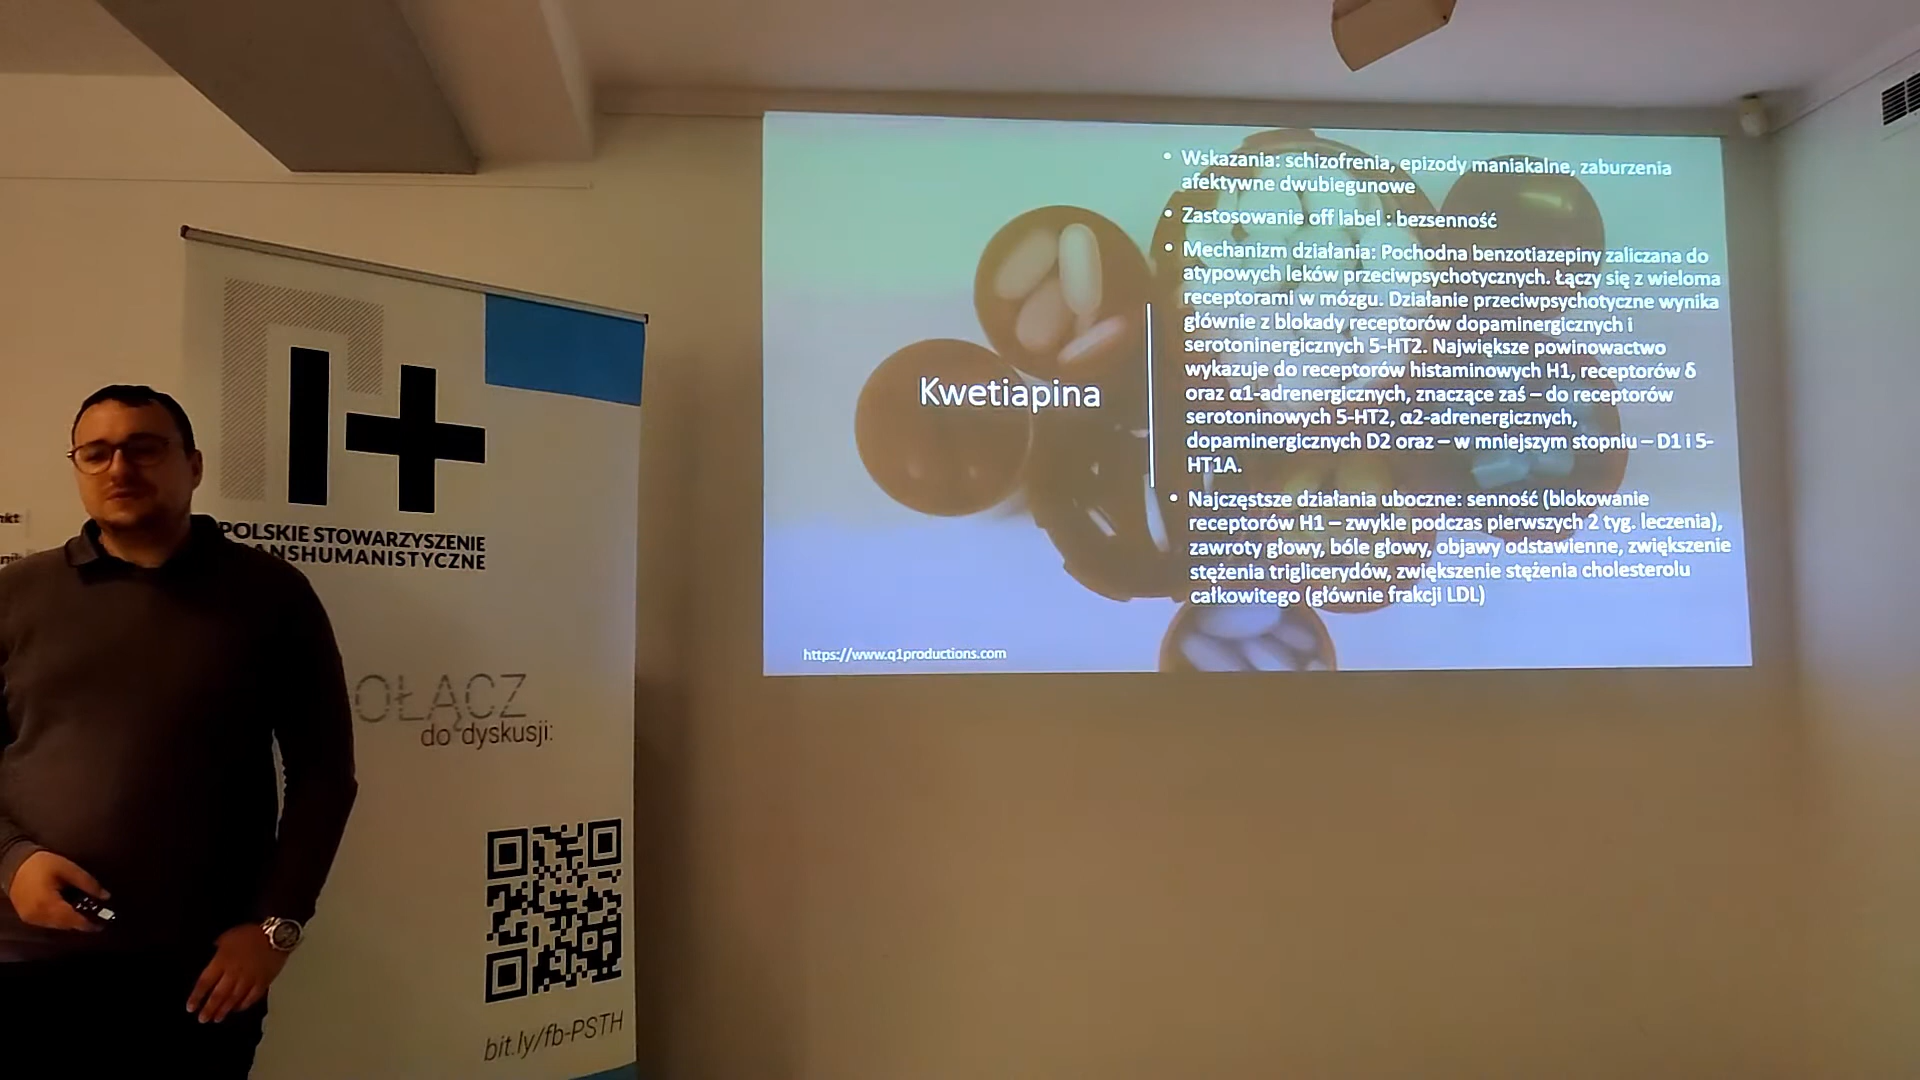 nkt
POLSKIE STOWARZYSZENIE
ANSHUMANISTYCZNE
OŁĄCZ
do dyskusji:
bit.ly/fb-PSTH
Kwetiapina
• Wskazania: schizofrenia, epizody maniakalne, zaburzenia
afektywne dwubiegunowe
• Zastosowanie off label : bezsenność
• Mechanizm działania: Pochodna benzotiazepiny zaliczana do
atypowych leków przeciwpsychotycznych. Łączy się z wieloma
receptorami w mózgu. Działanie przeciwpsychotyczne wynika
głównie z blokady receptorów dopaminergicznych i
serotoninergicznych 5-HT2. Największe powinowactwo
wykazuje do receptorów histaminowych H1, receptorów δ
oraz α1-adrenergicznych, znaczące zaś – do receptorów
serotoninowych 5-HT2, α2-adrenergicznych,
dopaminergicznych D2 oraz – w mniejszym stopniu – D1 i 5-
HT1A.
• Najczęstsze działania uboczne: senność (blokowanie
receptorów H1 – zwykle podczas pierwszych 2 tyg. leczenia),
zawroty głowy, bóle głowy, objawy odstawienne, zwiększenie
stężenia triglicerydów, zwiększenie stężenia cholesterolu
całkowitego (głównie frakcji LDL)
https://www.q1productions.com